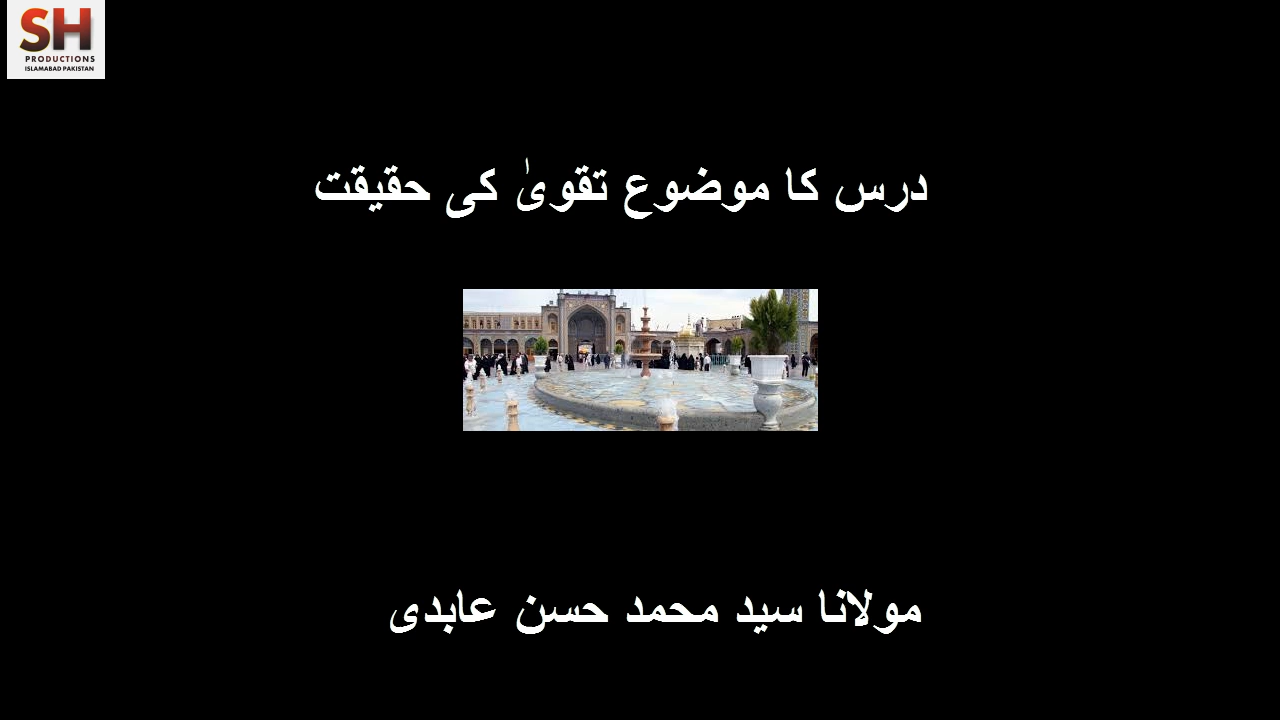 SH
PRODUCTIONS
ISLAMABAD PAKISTAN
درس کا موضوع تقویٰ کی حقیقت
مولانا سید محمد حسن عابدی